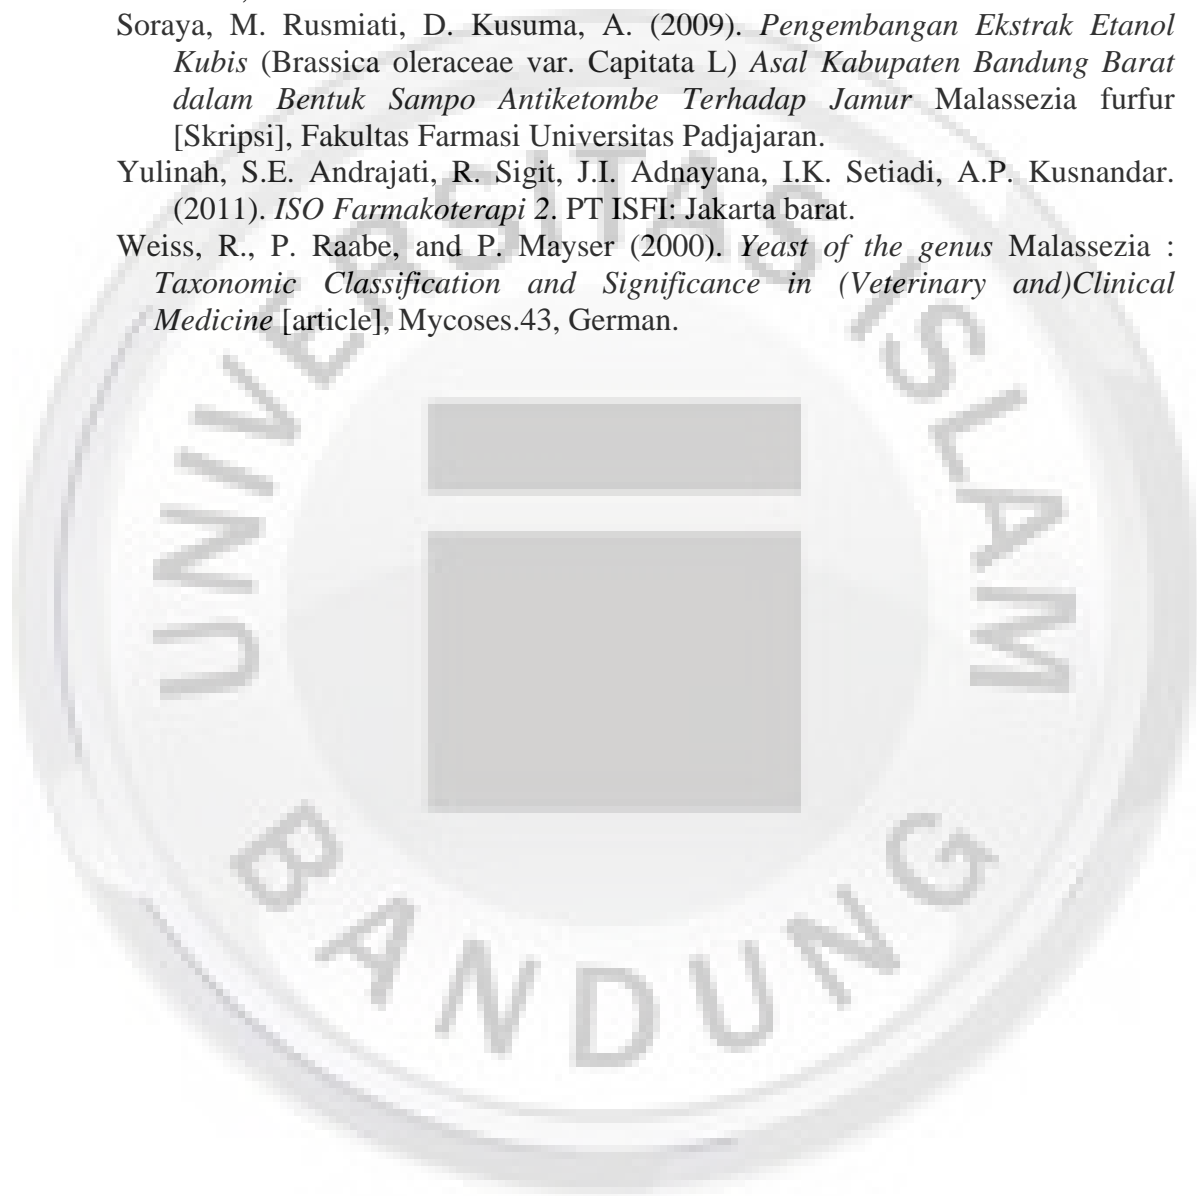 Soraya, M. Rusmiati, D. Kusuma, A. (2009). Pengembangan Ekstrak Etanol
Kubis (Brassica oleraceae var. Capitata L) Asal Kabupaten Bandung Barat
dalam Bentuk Sampo Antiketombe Terhadap Jamur Malassezia furfur
[Skripsi], Fakultas Farmasi Universitas Padjajaran.
Yulinah, S.E. Andrajati, R. Sigit, J.I. Adnayana, I.K. Setiadi, A.P. Kusnandar.
(2011). ISO Farmakoterapi 2. PT ISFI: Jakarta barat.
Weiss, R., P. Raabe, and P. Mayser (2000). Yeast of the genus Malassezia :
Taxonomic Classification and Significance in (Veterinary and)Clinical
Medicine [article], Mycoses.43, German.
UNIVERSITAS ISLAM
BANDUNG